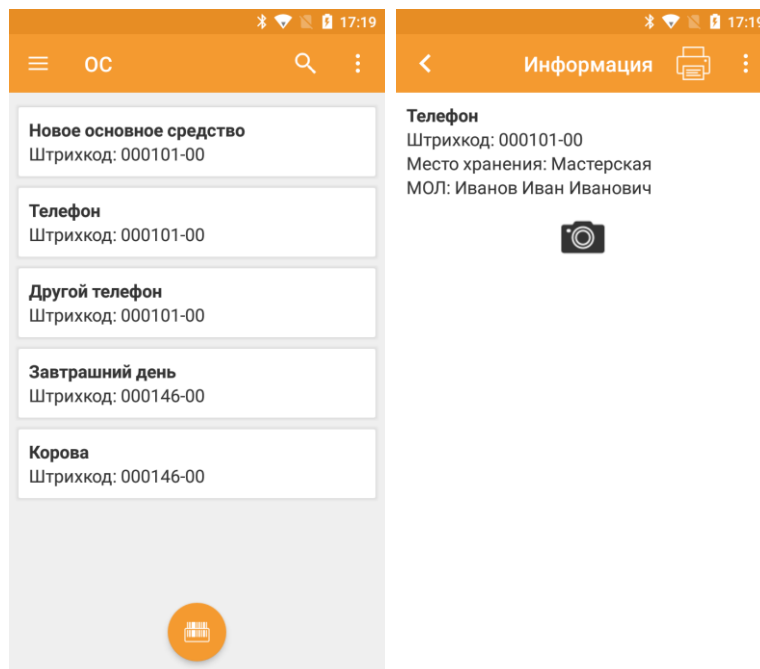 17:19
ОС
Новое основное средство
Штрихкод: 000101-00
Телефон
Штрихкод: 000101-00
Другой телефон
Штрихкод: 000101-00
Завтрашний день
Штрихкод: 000146-00
Корова
Штрихкод: 000146-00
17:19
Информация
Телефон
Штрихкод: 000101-00
Место хранения: Мастерская
МОЛ: Иванов Иван Иванович